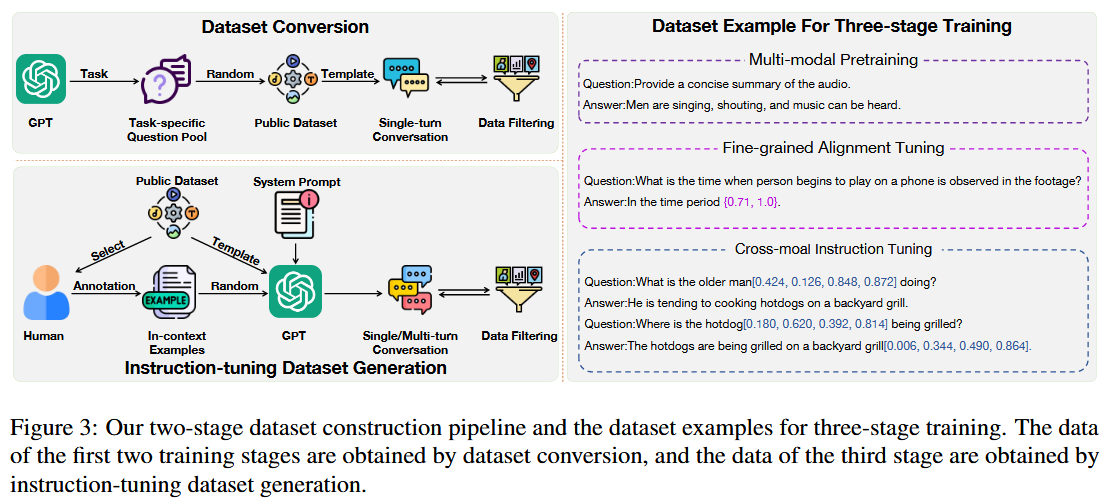 Dataset Conversion
Task
Random
Template
GPT
Task-specific
Question Pool
Public Dataset
Single-turn
Conversation
Data Filtering
Public Dataset
System Prompt
Select
Template
Annotation
EXAMPLE
Random
Human
In-context
Examples
GPT
Single/Multi-turn
Conversation
Data Filtering
Instruction-tuning Dataset Generation
Dataset Example For Three-stage Training
Multi-modal Pretraining
Question:Provide a concise summary of the audio.
Answer:Men are singing, shouting, and music can be heard.
Fine-grained Alignment Tuning
Question:What is the time when person begins to play on a phone is observed in the footage?
Answer:In the time period {0.71, 1.0}.
Cross-moal Instruction Tuning
Question:What is the older man[0.424, 0.126, 0.848, 0.872] doing?
Answer:He is tending to cooking hotdogs on a backyard grill.
Question:Where is the hotdog[0.180, 0.620, 0.392, 0.814] being grilled?
Answer:The hotdogs are being grilled on a backyard grill[0.006, 0.344, 0.490, 0.864].
Figure 3: Our two-stage dataset construction pipeline and the dataset examples for three-stage training. The data
of the first two training stages are obtained by dataset conversion, and the data of the third stage are obtained by
instruction-tuning dataset generation.